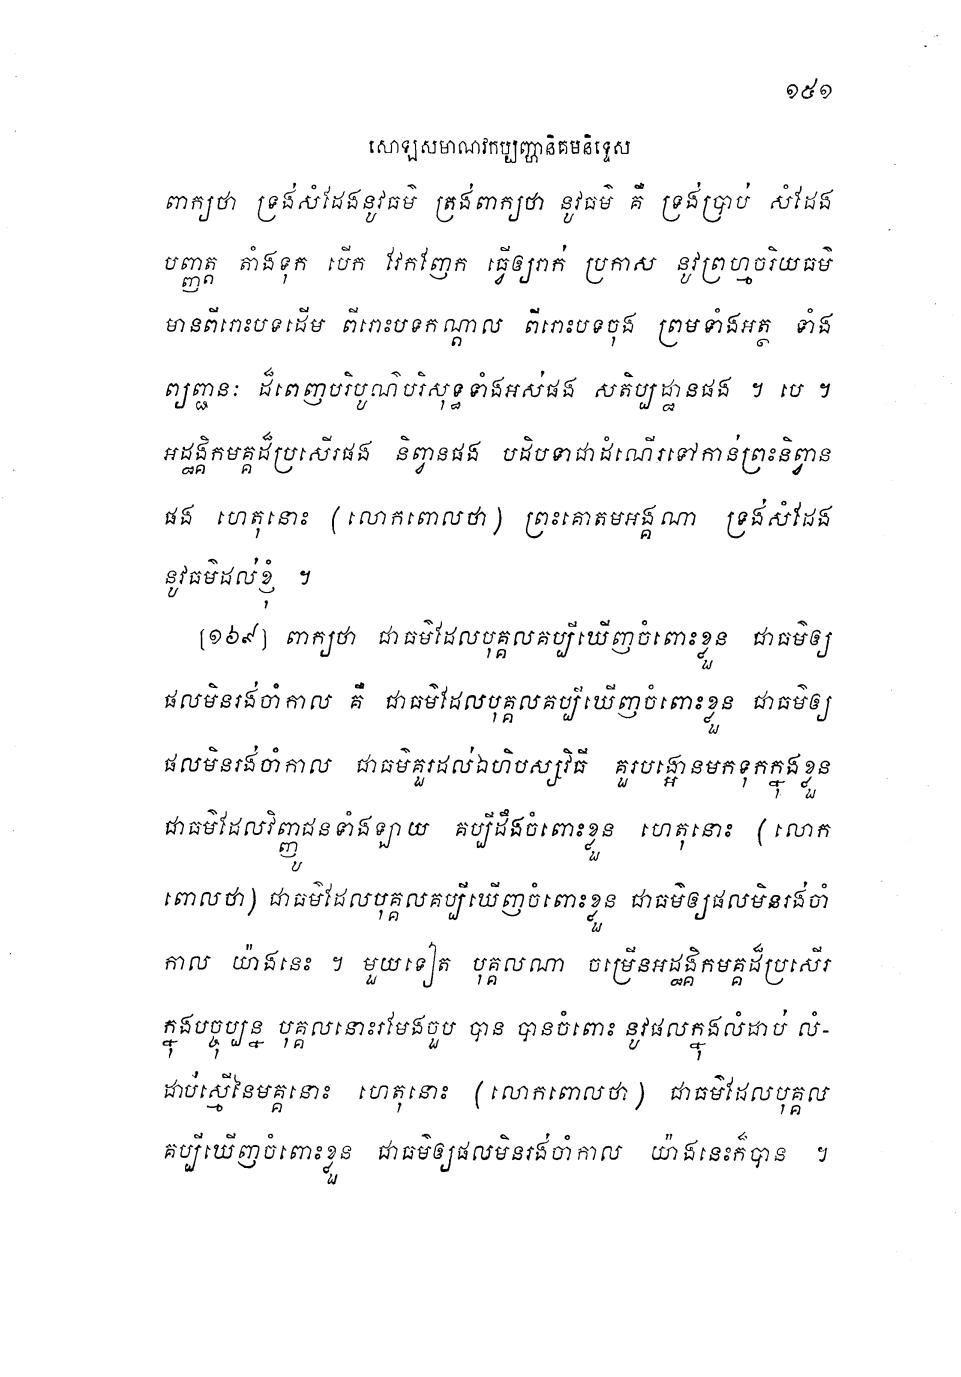 ១៥១
សោឡសមាណវកប្បញ្ហានិគមនិទ្ទេស
ពាក្យថា ទ្រង់សំដែងនូវធម៌ ត្រង់ពាក្យថា នូវធម៌ គឺ ទ្រង់ប្រាប់ សំដែង
បញ្ញត្ត តាំងទុក បើក វែកញែក ធ្វើឲ្យរាក់ ប្រកាស នូវព្រហ្មចរិយធម៌
មានពីរោះបទដើម ពីរោះបទកណ្តាល ពីរោះបទចុង ព្រមទាំងអត្ថ ទាំង
ព្យញ្ជនៈ ដ៏ពេញបរិបូណ៌បរិសុទ្ធទាំងអស់ផង សតិប្បដ្ឋានផង ។ បេ ។
អដ្ឋង្គិកមគ្គដ៏ប្រសើរផង និព្វានផង បដិបទាជាដំណើរទៅកាន់ព្រះនិព្វាន
ផង ហេតុនោះ (លោកពោលថា) ព្រះគោតមអង្គណា ទ្រង់សំដែង
នូវធម៌ដល់ខ្ញុំ ។
[១៦៩] ពាក្យថា ជាធម៌ដែលបុគ្គលគប្បីឃើញចំពោះខ្លួន ជាធម៌ឲ្យ
ផលមិនរង់ចាំកាល គឺ ជាធម៌ដែលបុគ្គលគប្បីឃើញចំពោះខ្លួន ជាធម៌ឲ្យ
ផលមិនរង់ចាំកាល ជាធម៌គួរដល់ឯហិបស្សវិធី គួរបង្អោនមកទុកក្នុងខ្លួន
ជាធម៌ដែលវិញ្ញូជនទាំងឡាយ គប្បីដឹងចំពោះខ្លួន ហេតុនោះ (លោក
ពោលថា) ជាធម៌ដែលបុគ្គលគប្បីឃើញចំពោះខ្លួន ជាធម៌ឲ្យផលមិនរង់ចាំ
កាល យ៉ាងនេះ ។ មួយទៀត បុគ្គលណា ចម្រើនអដ្ឋង្គិកមគ្គដ៏ប្រសើរ
ក្នុងបច្ចុប្បន្ន បុគ្គលនោះរមែងចួប បាន បានចំពោះ នូវផលក្នុងលំដាប់ លំ-
ដាប់ស្មើនៃមគ្គនោះ ហេតុនោះ (លោកពោលថា) ជាធម៌ដែលបុគ្គល
គប្បីឃើញចំពោះខ្លួន ជាធម៌ឲ្យផលមិនរង់ចាំកាល យ៉ាងនេះក៏បាន ។